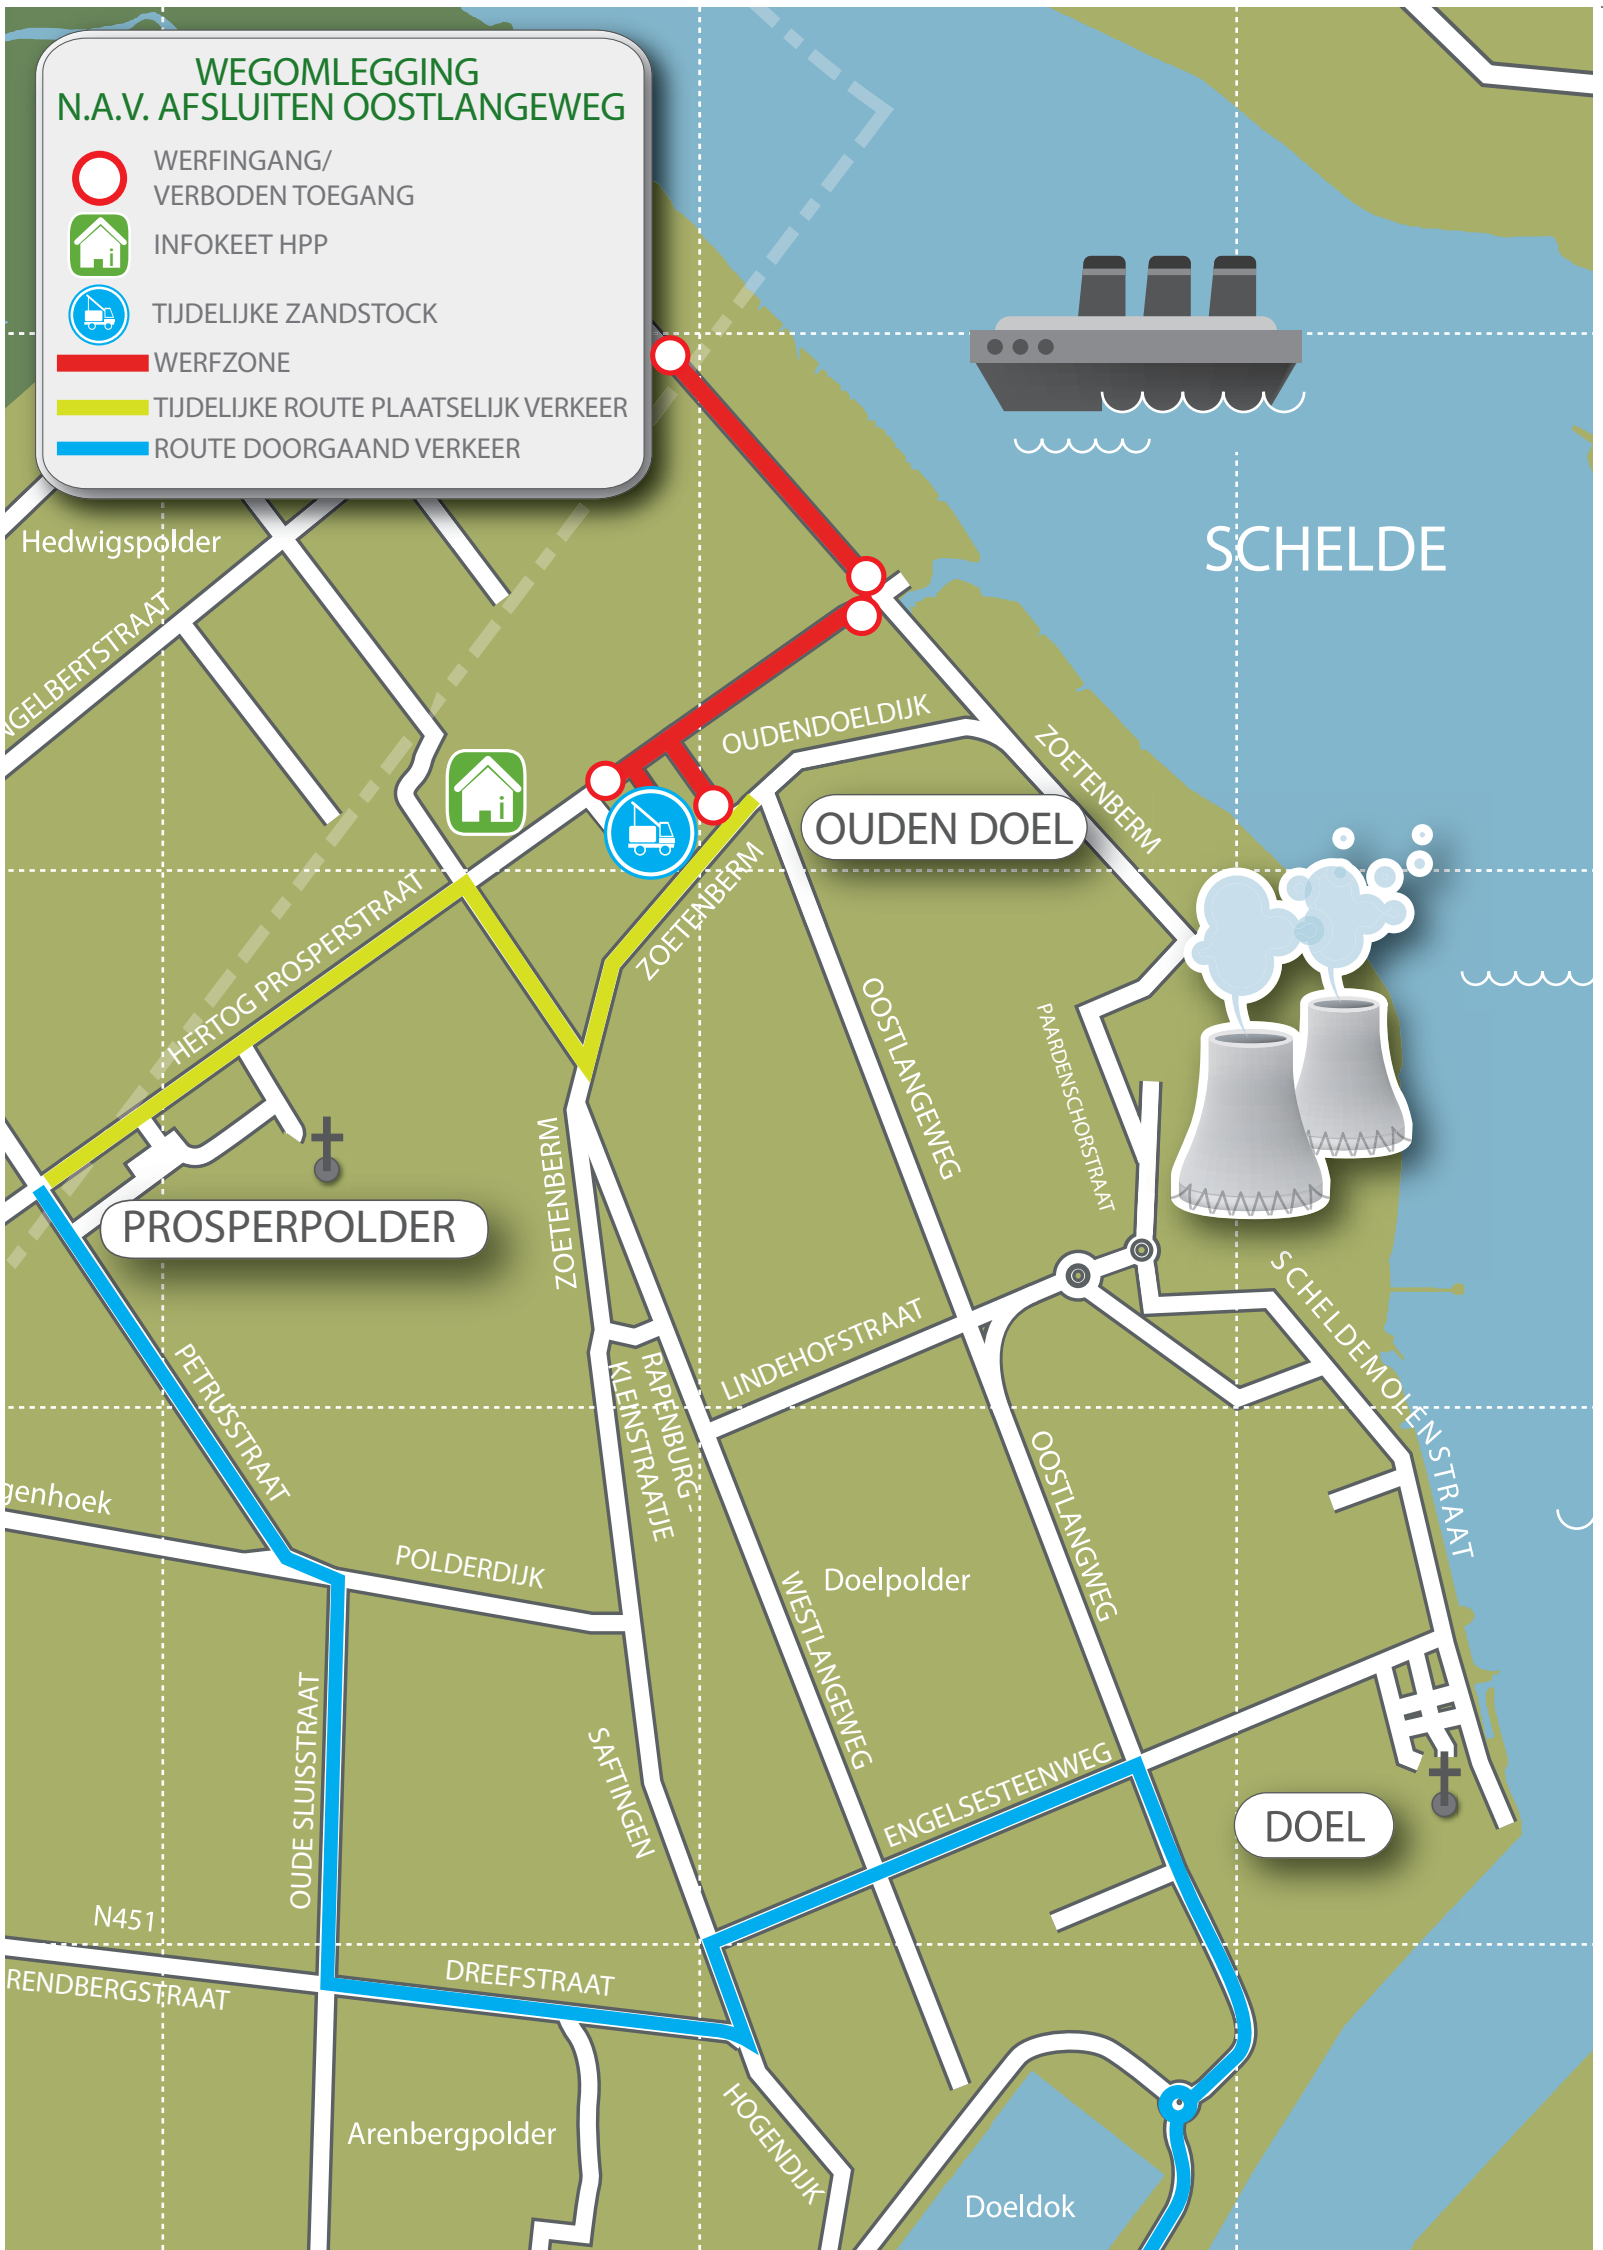 WEGOMLEGGING
N.A.V. AFSLUITEN OOSTLANGEWEG
WERFINGANG/
VERBODEN TOEGANG
INFOKEET HPP
TIJDELIJKE ZANDSTOCK
WERFZONE
TIJDELIJKE ROUTE PLAATSELIJK VERKEER
ROUTE DOORGAAND VERKEER
SCHELDE
Hedwigspolder
NGELBERTSTRAAT
OUDENDOELDIJK
ZOETENBERM
OUDEN DOEL
ZOETENBERM
HERTOG PROSPERSTRAAT
OOSTLANGEWEG
PAARDENSCHORSTRAAT
ZOETENBERM
PROSPERPOLDER
SCHELDEMOLENSTRAAT
LINDEHOFSTRAAT
PETRUSSTRAAT
RAPENBURG-
KLEINSTRAATJE
OOSTLANGWEG
genhoek
POLDERDIJK
Doelpolder
WESTLANGEWEG
OUDE SLUISSTRAAT
SAFTINGEN
ENGELSESTEENWEG
DOEL
N451
RENDBERGSTRAAT
DREEFSTRAAT
HOGENDIJK
Arenbergpolder
Doeldok